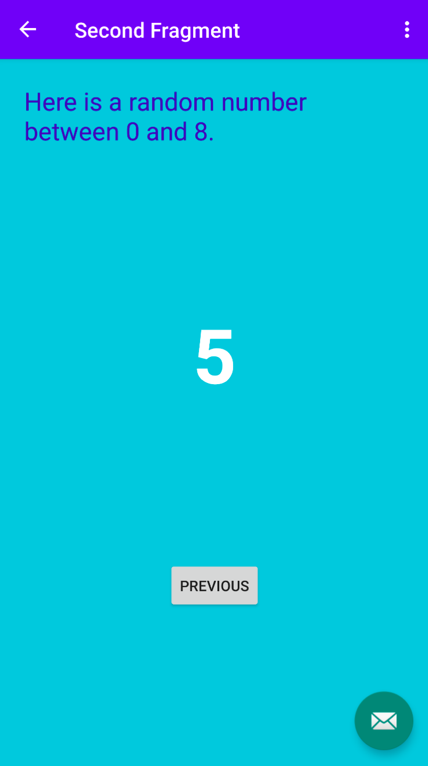 Second Fragment
Here is a random number
between 0 and 8.
5
PREVIOUS